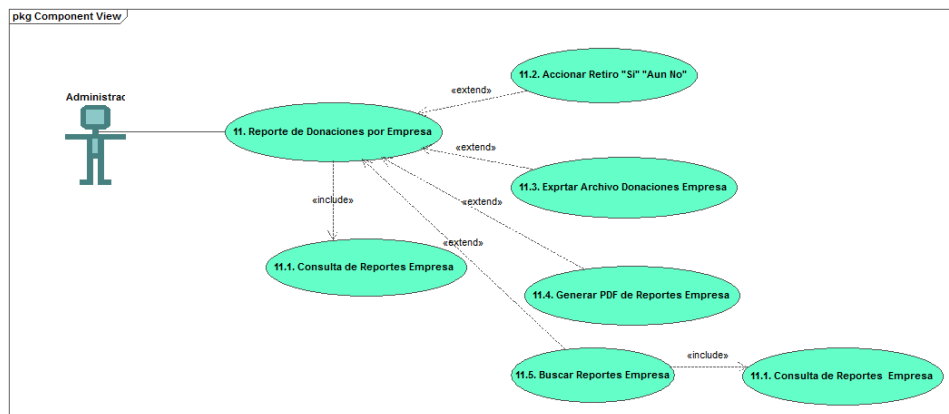 pkg Component View
11.2. Accionar Retiro "Si" "Aun No"
Administrac
«extend»
11. Reporte de Donaciones por Empresa
«extend»
11.3. Exprtar Archivo Donaciones Empresa
«include»
«extend»
«extend»
11.1. Consulta de Reportes Empresa
11.4. Generar PDF de Reportes Empresa
«include»
11.5. Buscar Reportes Empresa
11.1. Consulta de Reportes Empresa